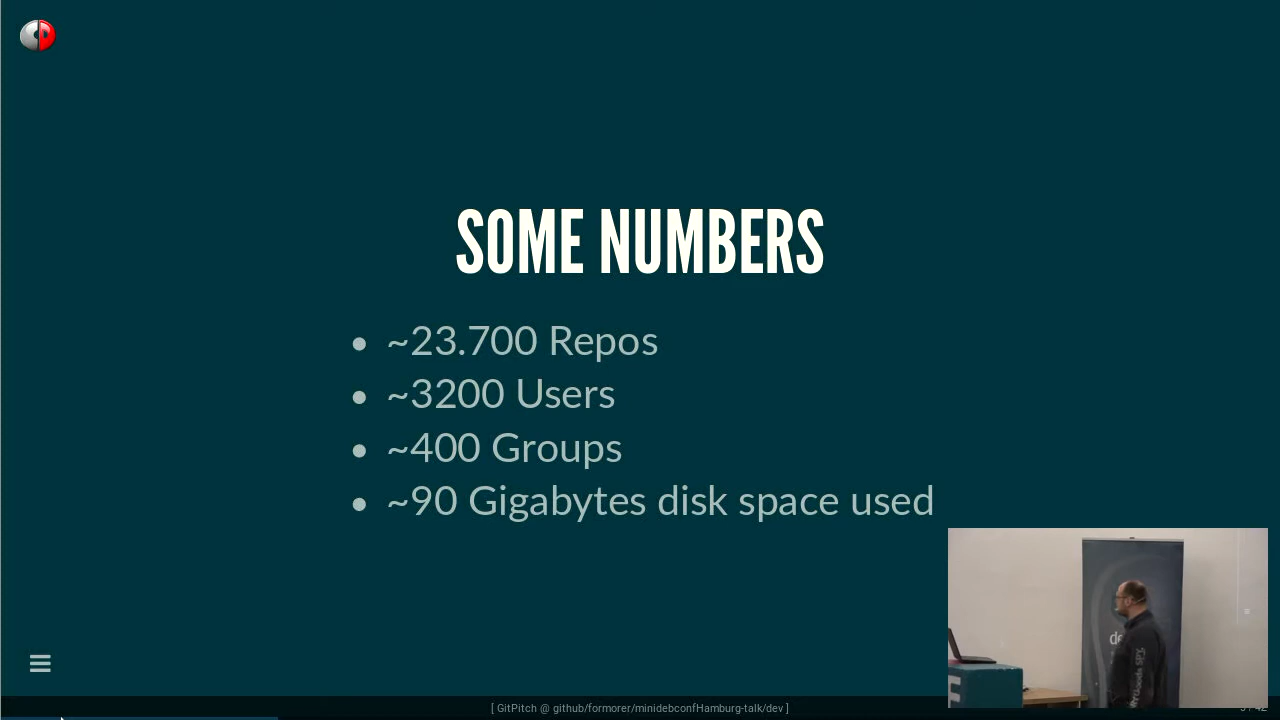 SOME NUMBERS
• ~23.700 Repos
• ~3200 Users
• ~400 Groups
• ~90 Gigabytes disk space used
[ GitPitch @ github/formorer/minidebconfHamburg-talk/dev ]